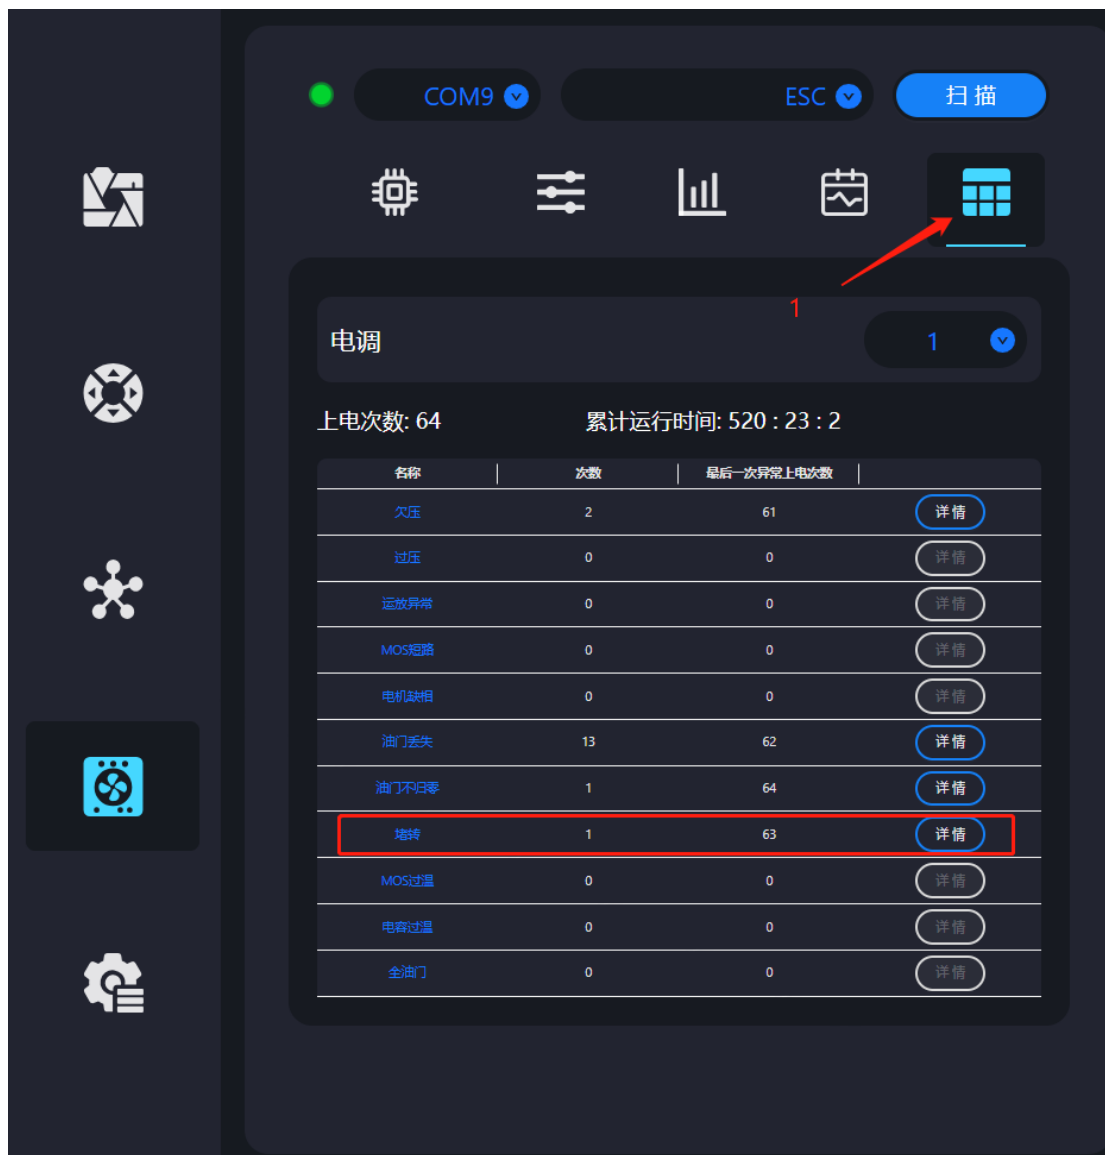 COM9 ESC 扫描
1
电调 1
上电次数: 64 累计运行时间: 520 : 23 : 2
名称 次数 最后一次异常上电次数
欠压 2 61 详情
过压 0 0 详情
运放异常 0 0 详情
MOS短路 0 0 详情
电机缺相 0 0 详情
油门丢失 13 62 详情
油门不归零 1 64 详情
堵转 1 63 详情
MOS过温 0 0 详情
电容过温 0 0 详情
全油门 0 0 详情